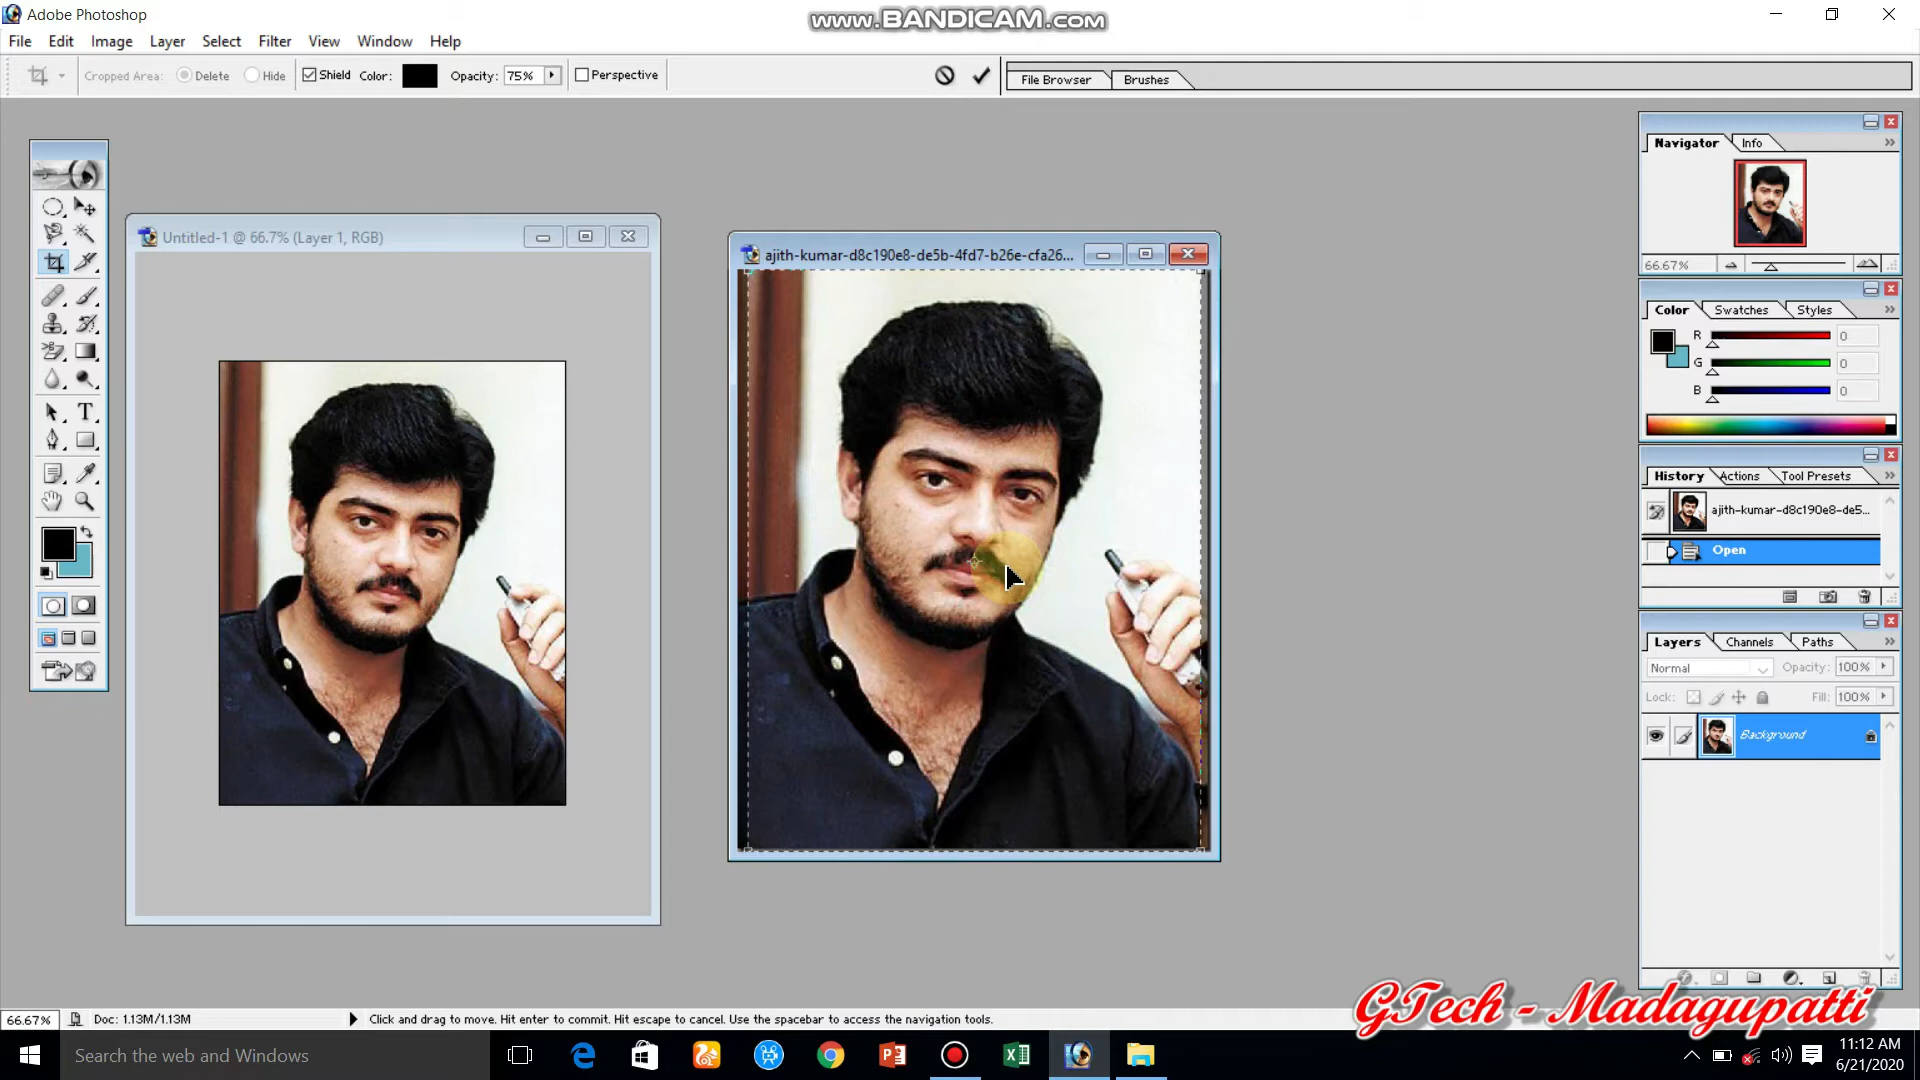 Adobe Photoshop
www.BANDICAM.com
File Edit Image Layer Select Filter View Window Help
Cropped Area: Delete Hide Shield Color: Opacity: 75% Perspective
File Browser Brushes
Navigator Info
66.67%
Untitled-1 @ 66.7% (Layer 1, RGB)
ajith-kumar-d8c190e8-de5b-4fd7-b26e-cfa26...
Color Swatches Styles
R 0
G 0
B 0
History Actions Tool Presets
ajith-kumar-d8c190e8-de5...
Open
Layers Channels Paths
Normal Opacity: 100%
Lock: Fill: 100%
Background
GTech - Madagupatti
66.67% Doc: 1.13M/1.13M Click and drag to move. Hit enter to commit. Hit escape to cancel. Use the spacebar to access the navigation tools.
Search the web and Windows
11:12 AM
6/21/2020